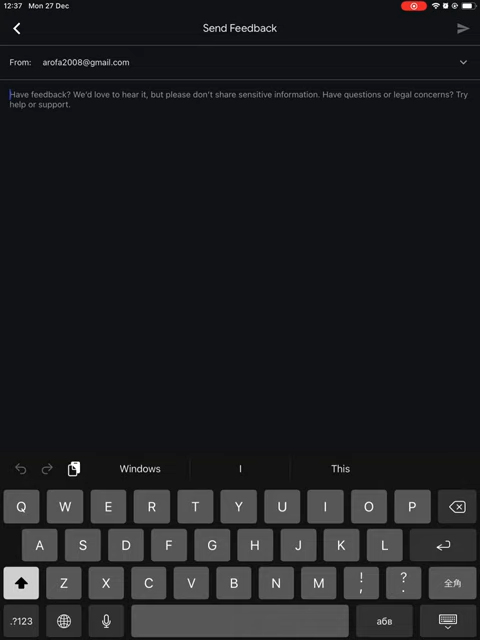 12:37 Mon 27 Dec
Send Feedback
From: arofa2008@gmail.com
Have feedback? We'd love to hear it, but please don't share sensitive information. Have questions or legal concerns? Try
help or support.
Windows I This
Q W E R T Y U I O P
A S D F G H J K L
Z X C V B N M ! , ? . 全角
.?123 абв